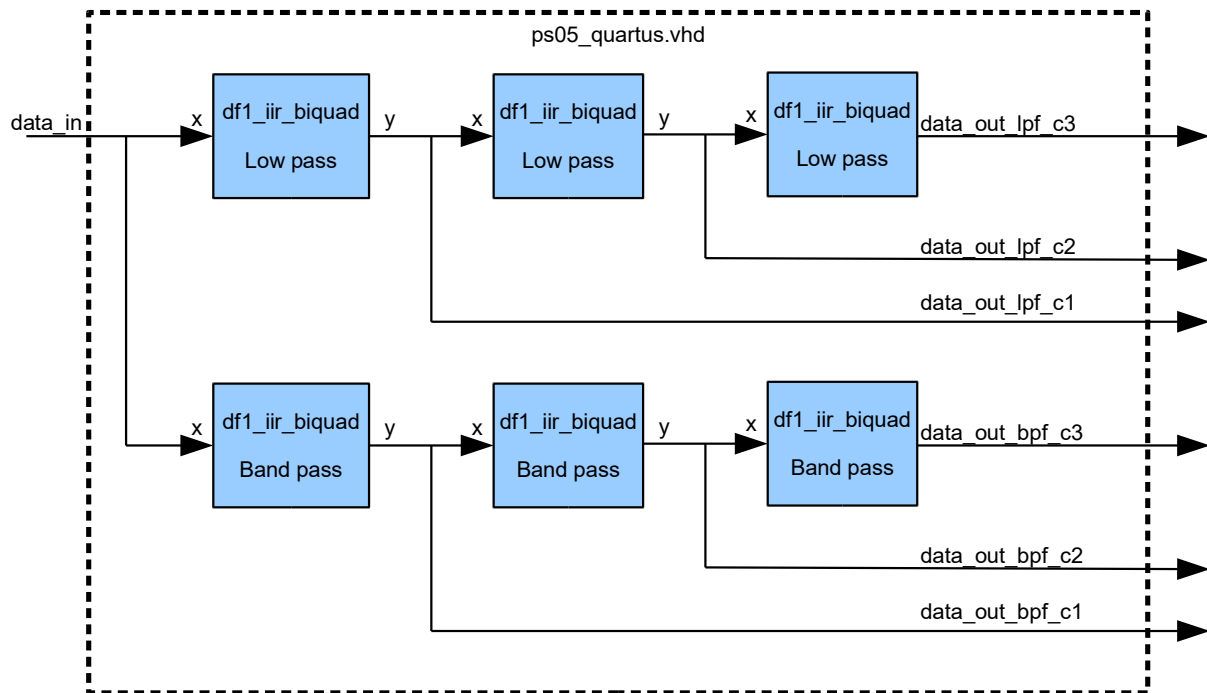 ps05_quartus.vhd
data_in
x
df1_iir_biquad
Low pass
y
x
df1_iir_biquad
Low pass
y
x
df1_iir_biquad
Low pass
data_out_lpf_c3
data_out_lpf_c2
data_out_lpf_c1
x
df1_iir_biquad
Band pass
y
x
df1_iir_biquad
Band pass
y
x
df1_iir_biquad
Band pass
data_out_bpf_c3
data_out_bpf_c2
data_out_bpf_c1